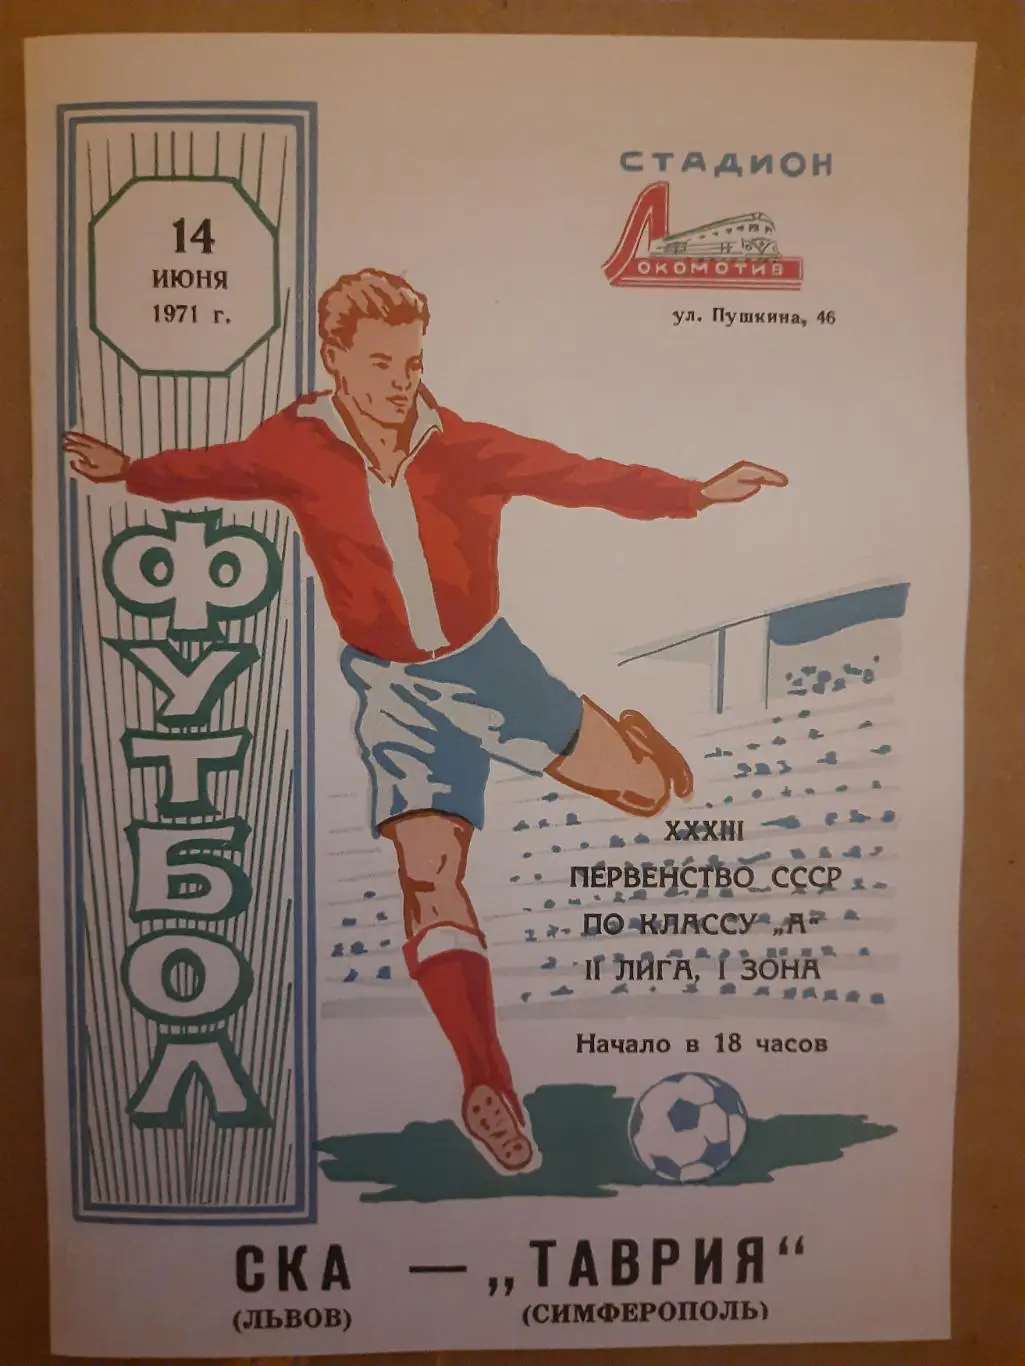 14
ИЮНЯ
1971 г.
ФУТБОЛ
СТАДИОН
ЛОКОМОТИВ
ул. Пушкина, 46
XXXIII
ПЕРВЕНСТВО СССР
ПО КЛАССУ „А“
II ЛИГА, I ЗОНА
Начало в 18 часов
СКА — „ТАВРИЯ“
(ЛЬВОВ) (СИМФЕРОПОЛЬ)